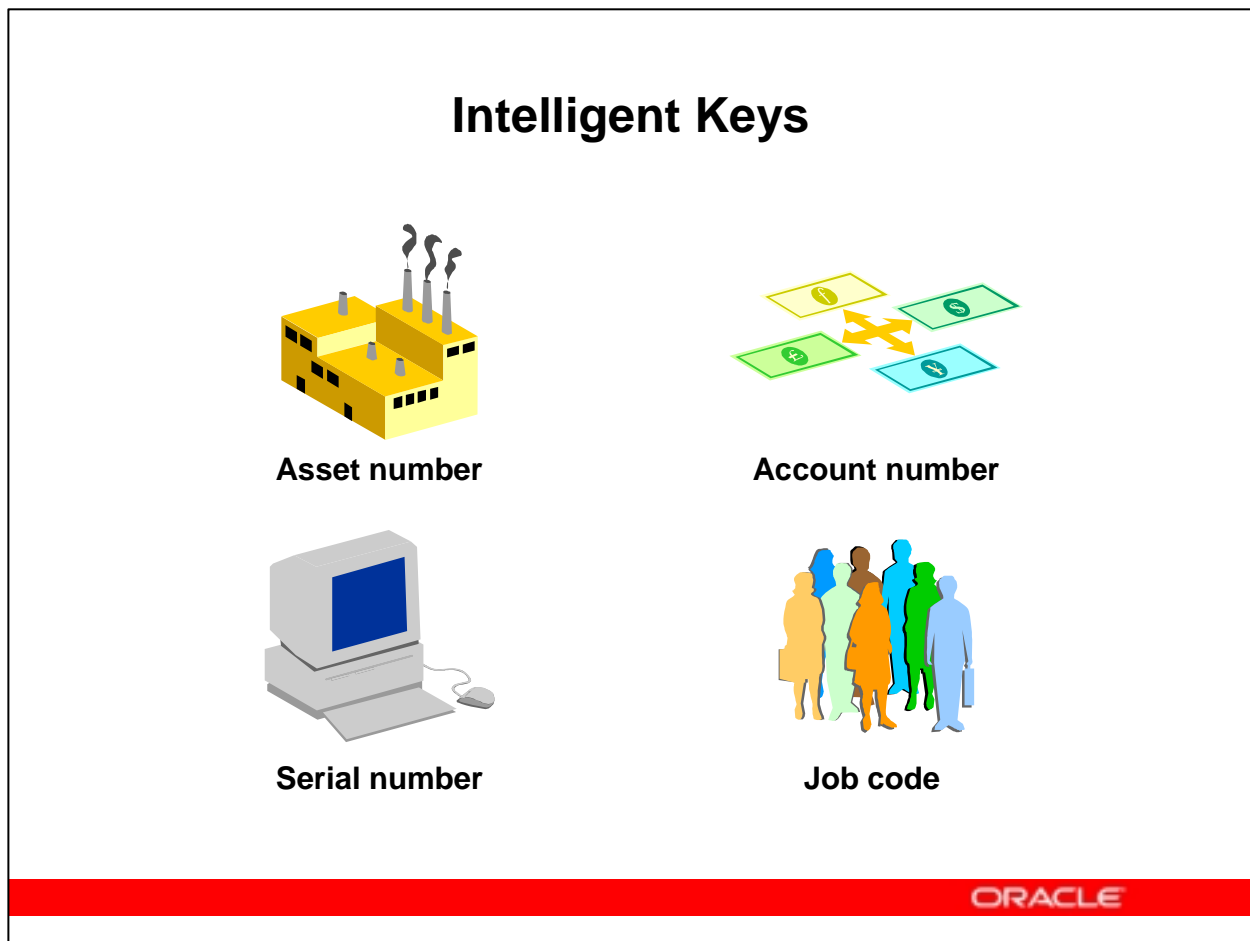 Intelligent Keys
f
$
£
¥
Asset number
Account number
Serial number
Job code
ORACLE